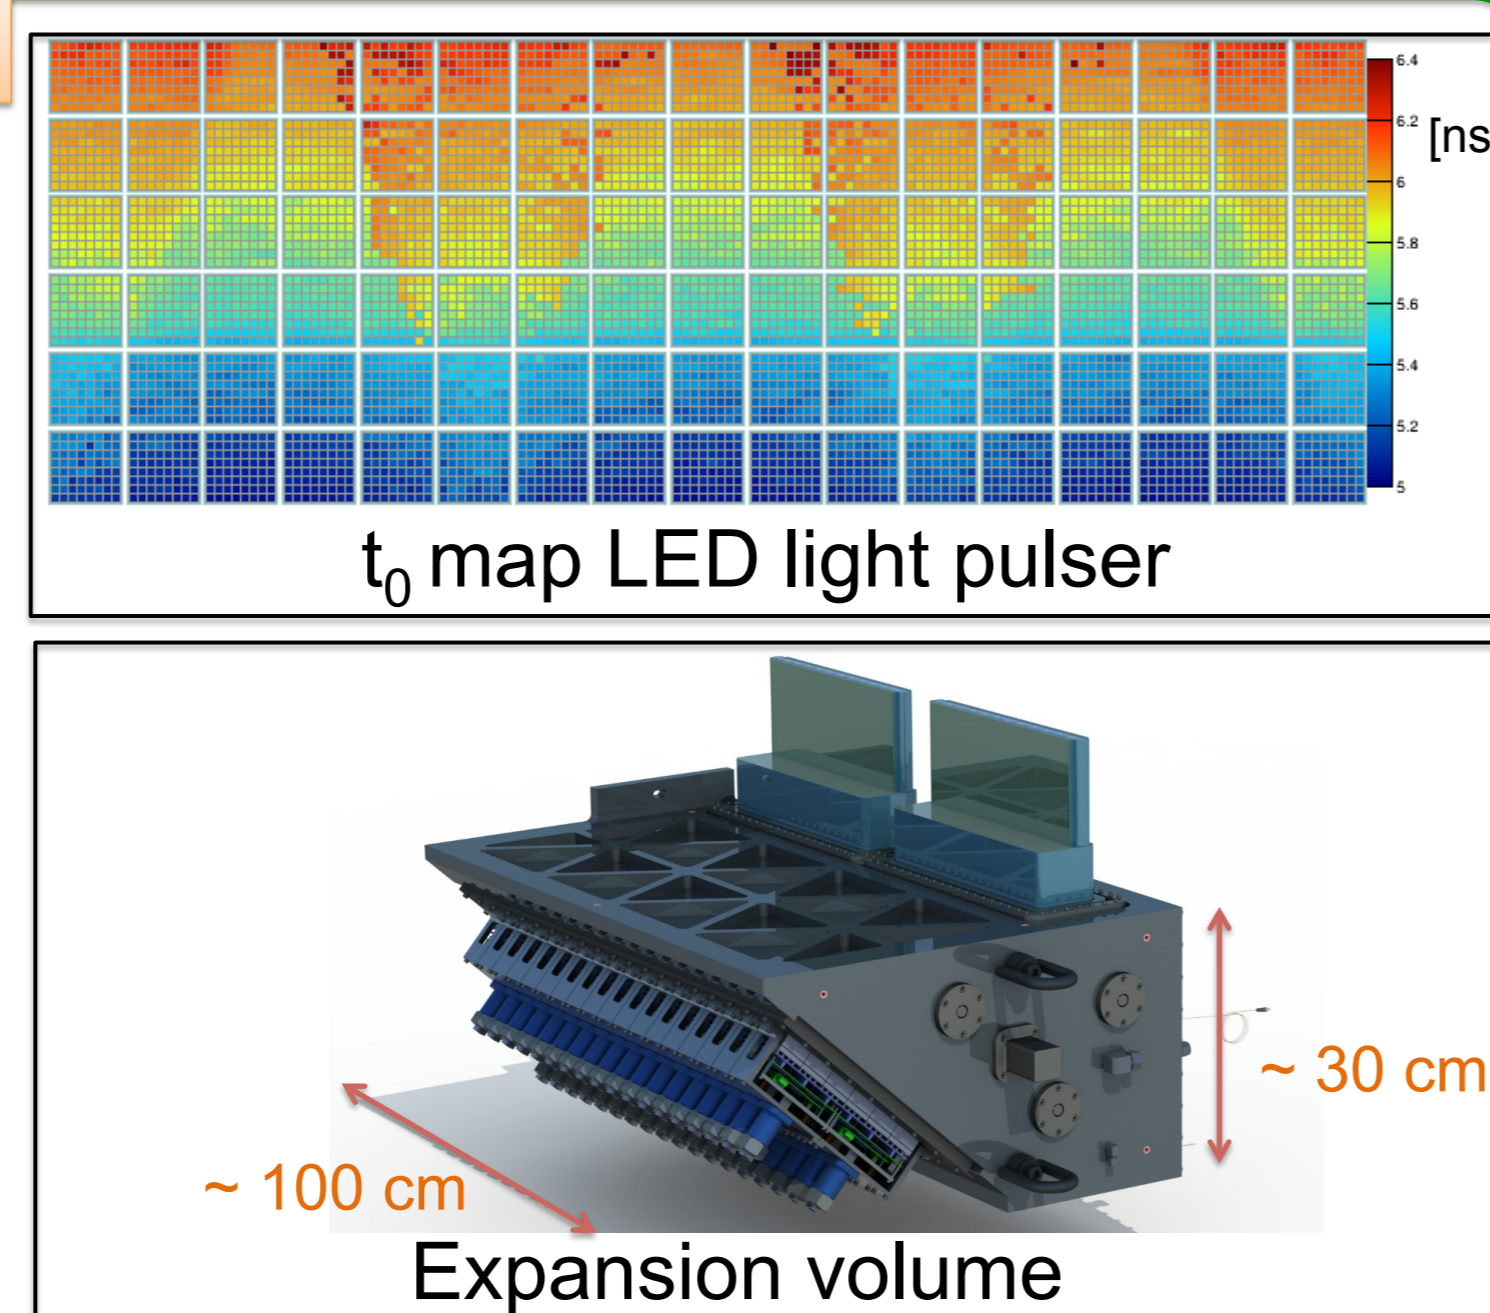 6.4
6.2
[ns
6
5.8
5.6
5.4
5.2
5
t₀ map LED light pulser
~ 30 cm
~ 100 cm
Expansion volume